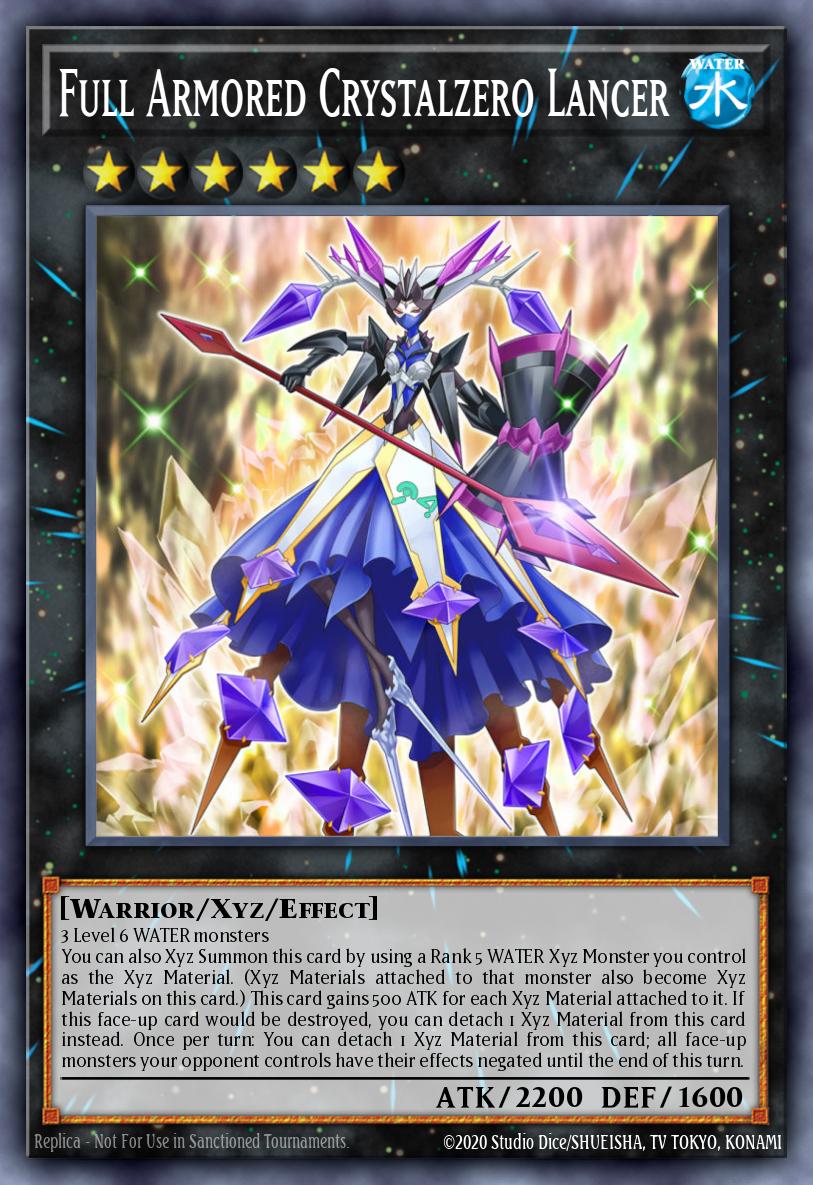 Full Armored Crystalzero Lancer
WATER
水
[Warrior/Xyz/Effect]
3 Level 6 WATER monsters
You can also Xyz Summon this card by using a Rank 5 WATER Xyz Monster you control
as the Xyz Material. (Xyz Materials attached to that monster also become Xyz
Materials on this card.) This card gains 500 ATK for each Xyz Material attached to it. If
this face-up card would be destroyed, you can detach 1 Xyz Material from this card
instead. Once per turn: You can detach 1 Xyz Material from this card; all face-up
monsters your opponent controls have their effects negated until the end of this turn.
ATK/2200 DEF/1600
Replica - Not For Use in Sanctioned Tournaments.
©2020 Studio Dice/SHUEISHA, TV TOKYO, KONAMI